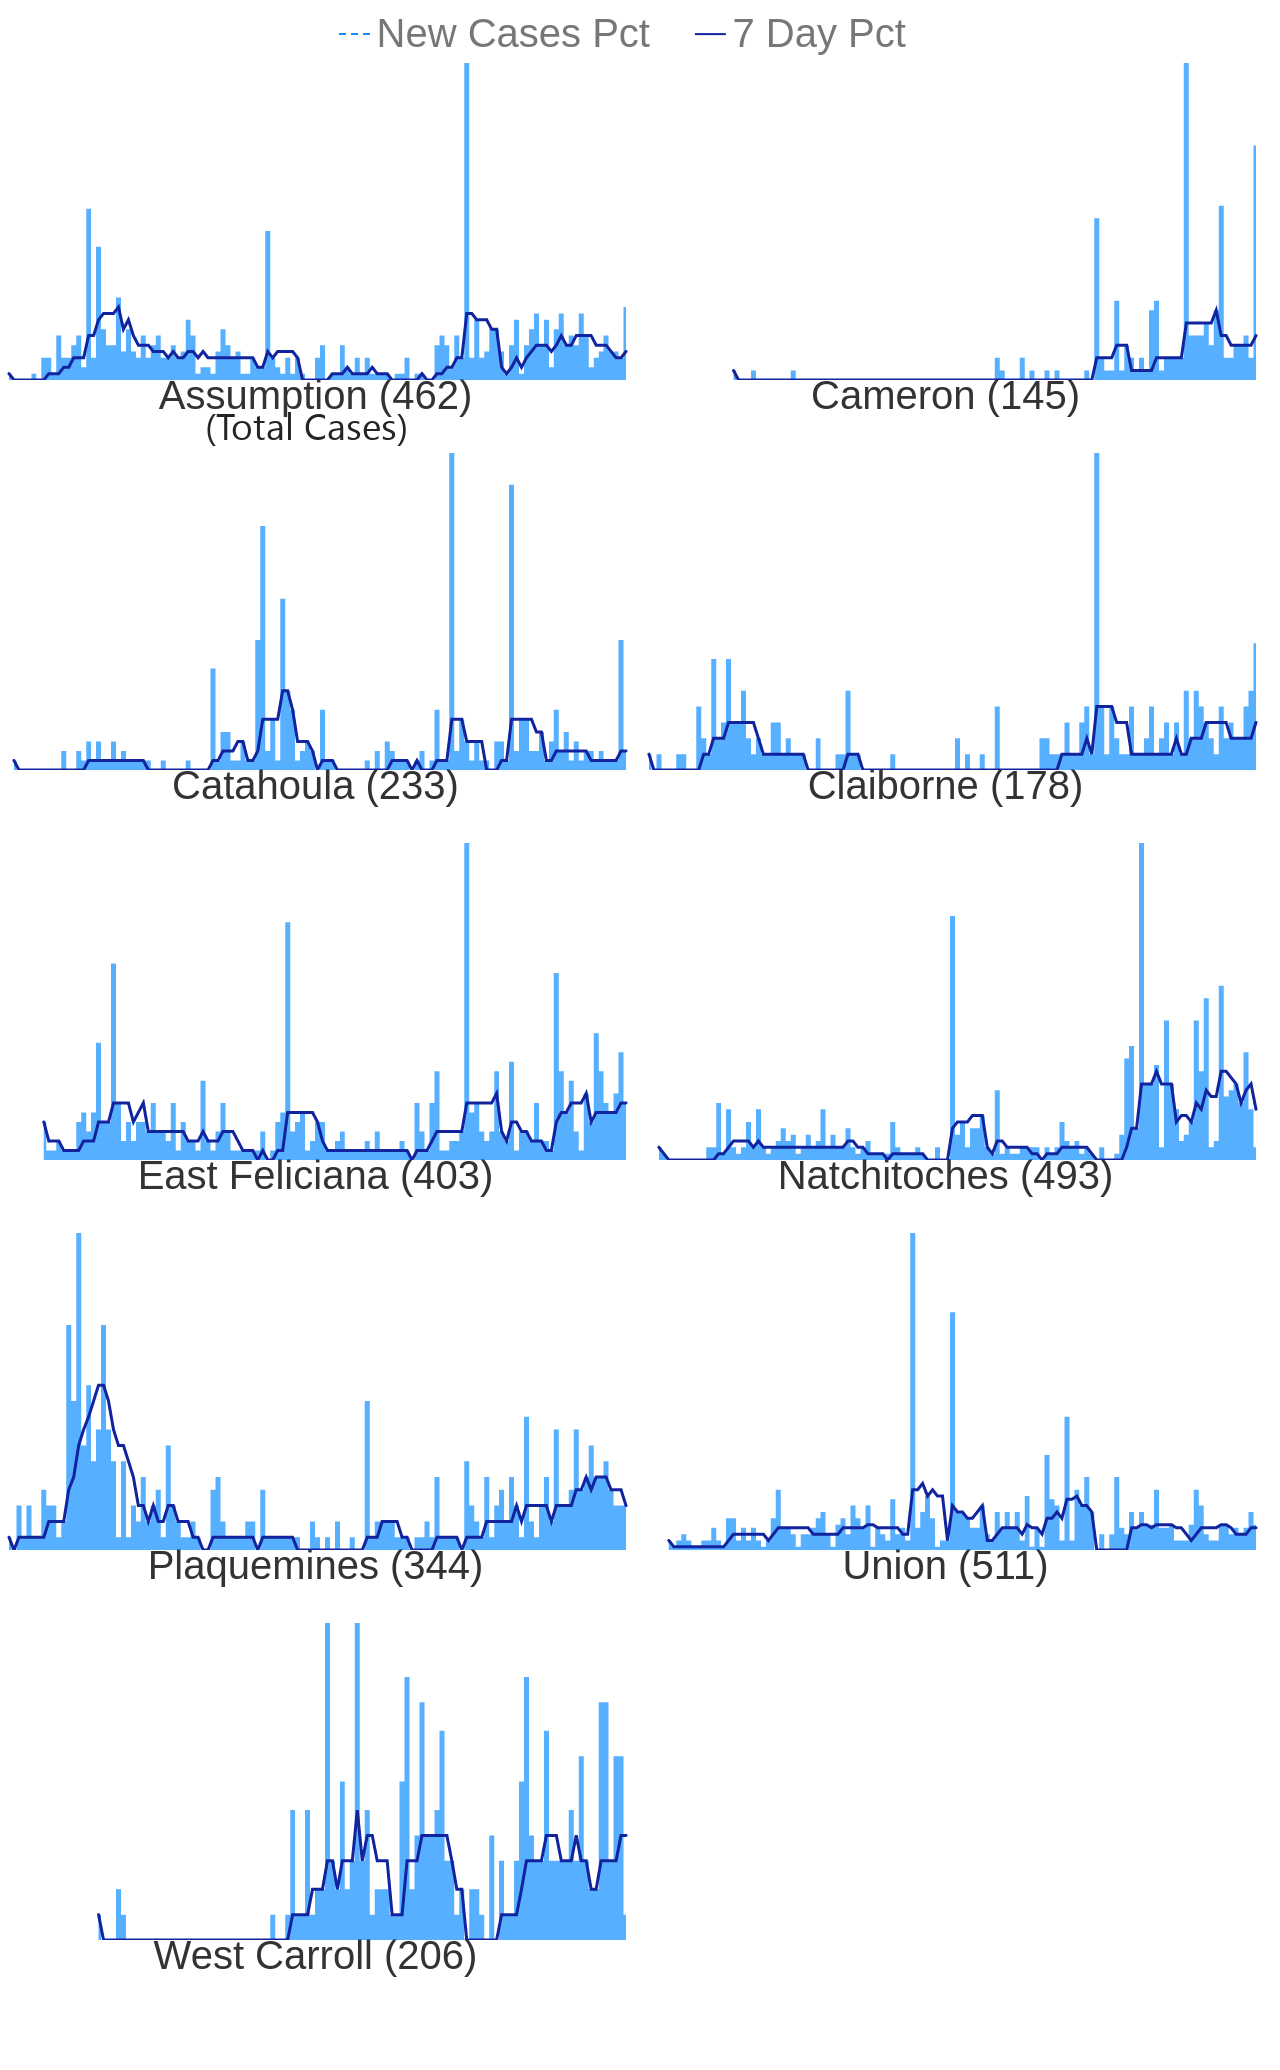 New Cases Pct 7 Day Pct
Assumption (462) Cameron (145)
(Total Cases)
Catahoula (233) Claiborne (178)
East Feliciana (403) Natchitoches (493)
Plaquemines (344) Union (511)
West Carroll (206)